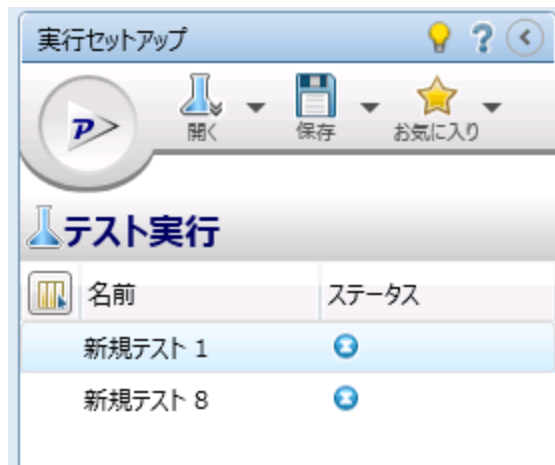 実行セットアップ
P
開く 保存 お気に入り
テスト実行
名前 ステータス
新規テスト 1
新規テスト 8